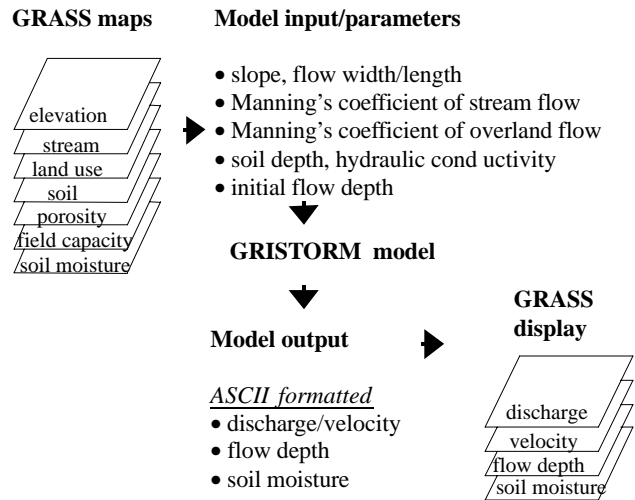 GRASS maps
elevation
stream
land use
soil
porosity
field capacity
soil moisture
Model input/parameters
• slope, flow width/length
• Manning's coefficient of stream flow
• Manning's coefficient of overland flow
• soil depth, hydraulic cond uctivity
• initial flow depth
GRISTORM model
Model output
ASCII formatted
• discharge/velocity
• flow depth
• soil moisture
GRASS
display
discharge
velocity
flow depth
soil moisture